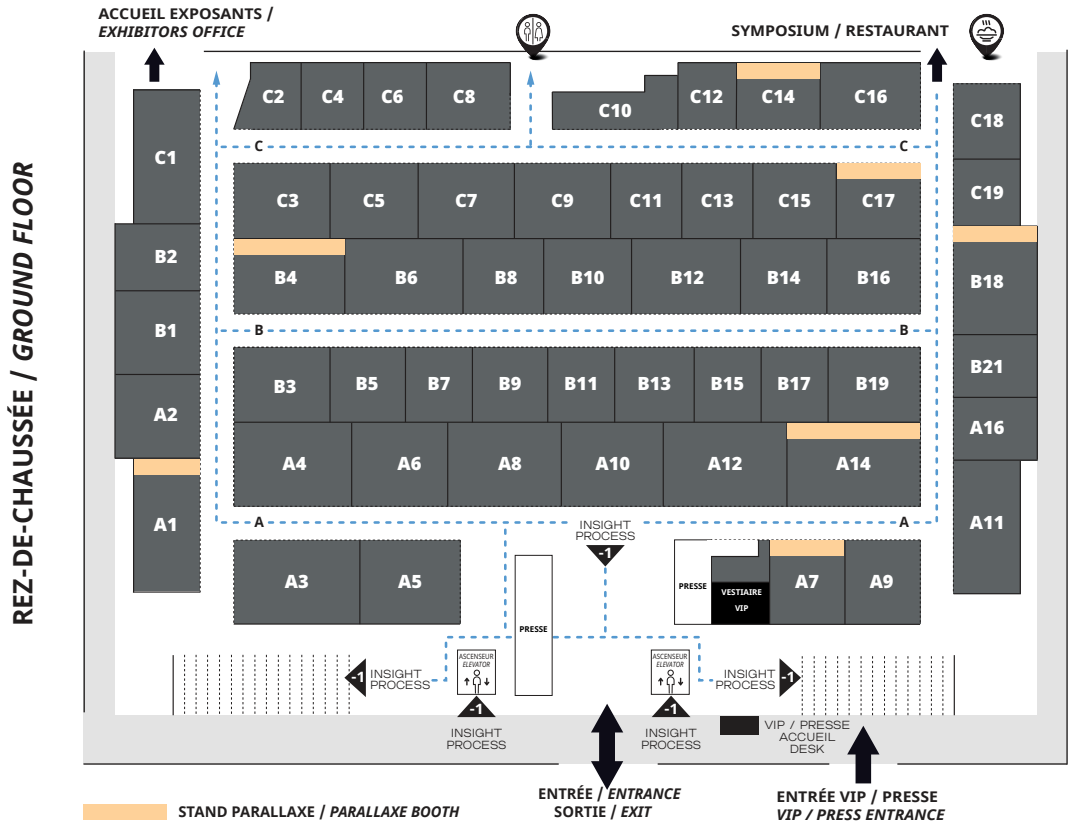 ACCUEIL EXPOSANTS /
EXHIBITORS OFFICE
SYMPOSIUM / RESTAURANT
REZ-DE-CHAUSSÉE / GROUND FLOOR
C2
C4
C6
C8
C10
C12
C14
C16
C18
C1
C
C
C19
C3
C5
C7
C9
C11
C13
C15
C17
B2
B4
B6
B8
B10
B12
B14
B16
B18
B1
B
B
B21
B3
B5
B7
B9
B11
B13
B15
B17
B19
A2
A16
A4
A6
A8
A10
A12
A14
A1
A
A
A11
INSIGHT
PROCESS
-1
A3
A5
PRESSE
PRESSE
VESTIAIRE
VIP
A7
A9
-1
INSIGHT
PROCESS
ASCENSEUR
ELEVATOR
-1
INSIGHT
PROCESS
ASCENSEUR
ELEVATOR
-1
INSIGHT
PROCESS
INSIGHT
PROCESS
-1
VIP / PRESSE
ACCUEIL
DESK
STAND PARALLAXE / PARALLAXE BOOTH
ENTRÉE / ENTRANCE
SORTIE / EXIT
ENTRÉE VIP / PRESSE
VIP / PRESS ENTRANCE